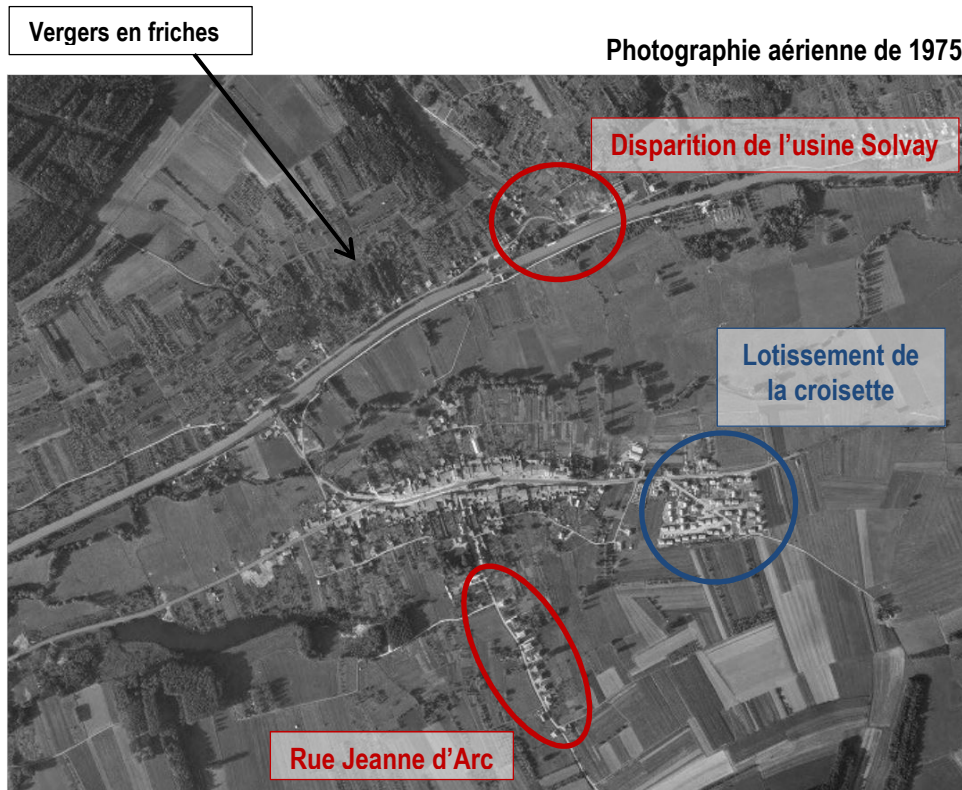 Vergers en friches
Photographie aérienne de 1975
Disparition de l'usine Solvay
Lotissement de
la croisette
Rue Jeanne d'Arc